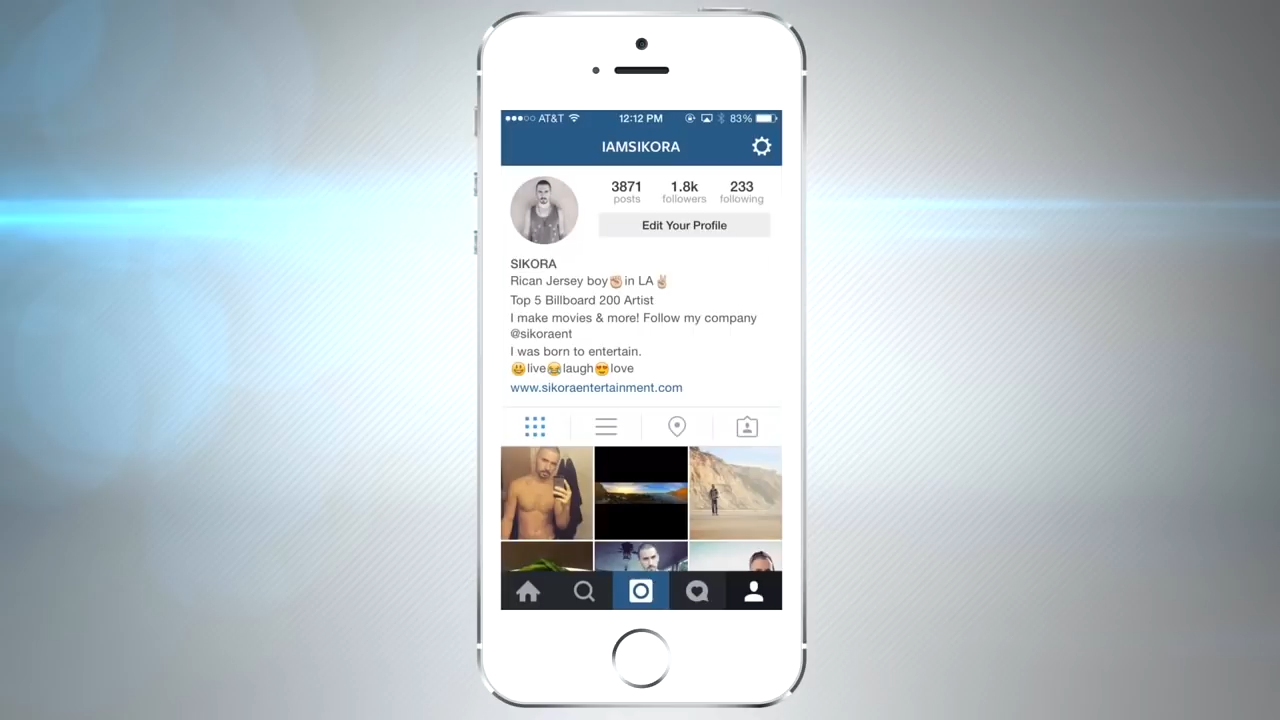 AT&T 12:12 PM 83%
IAMSIKORA
3871 1.8k 233
posts followers following
Edit Your Profile
SIKORA
Rican Jersey boy✊in LA✌
Top 5 Billboard 200 Artist
I make movies & more! Follow my company
@sikoraent
I was born to entertain.
😃live😂laugh😍love
www.sikoraentertainment.com